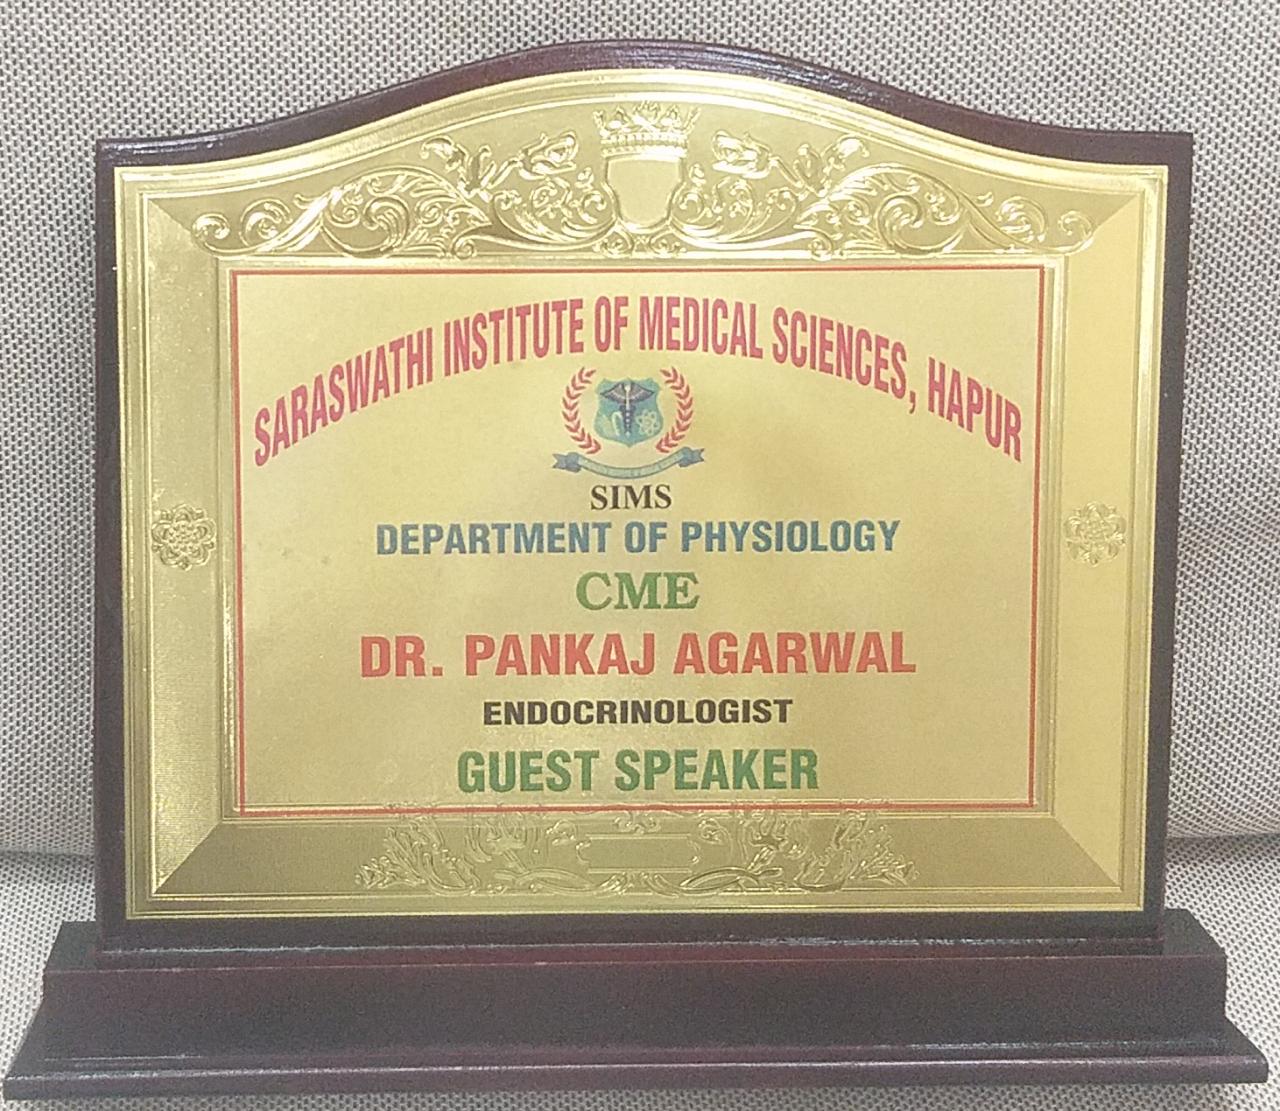 SARASWATHI INSTITUTE OF MEDICAL SCIENCES, HAPUR
SIMS
DEPARTMENT OF PHYSIOLOGY
CME
DR. PANKAJ AGARWAL
ENDOCRINOLOGIST
GUEST SPEAKER